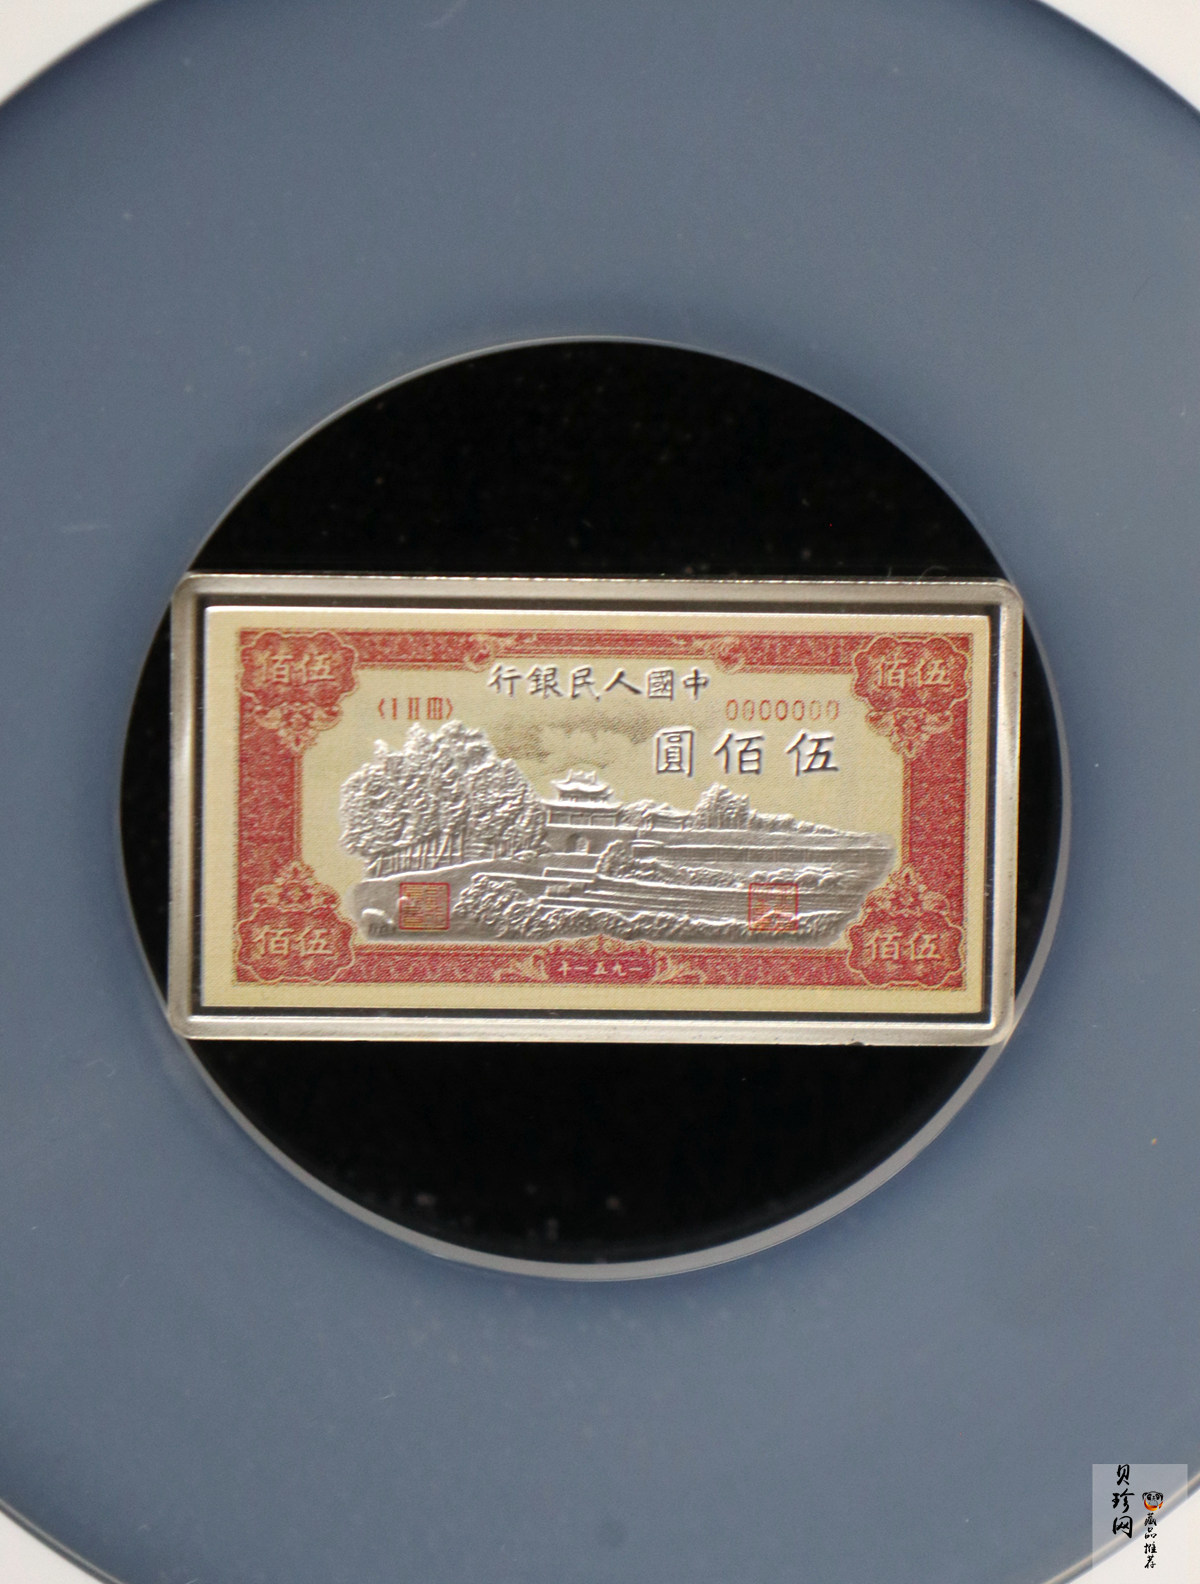 佰伍
佰伍
行銀民人國中
〈I II III〉
0000000
圓佰伍
佰伍
佰伍
年一五九一
贝珍网
藏品推荐